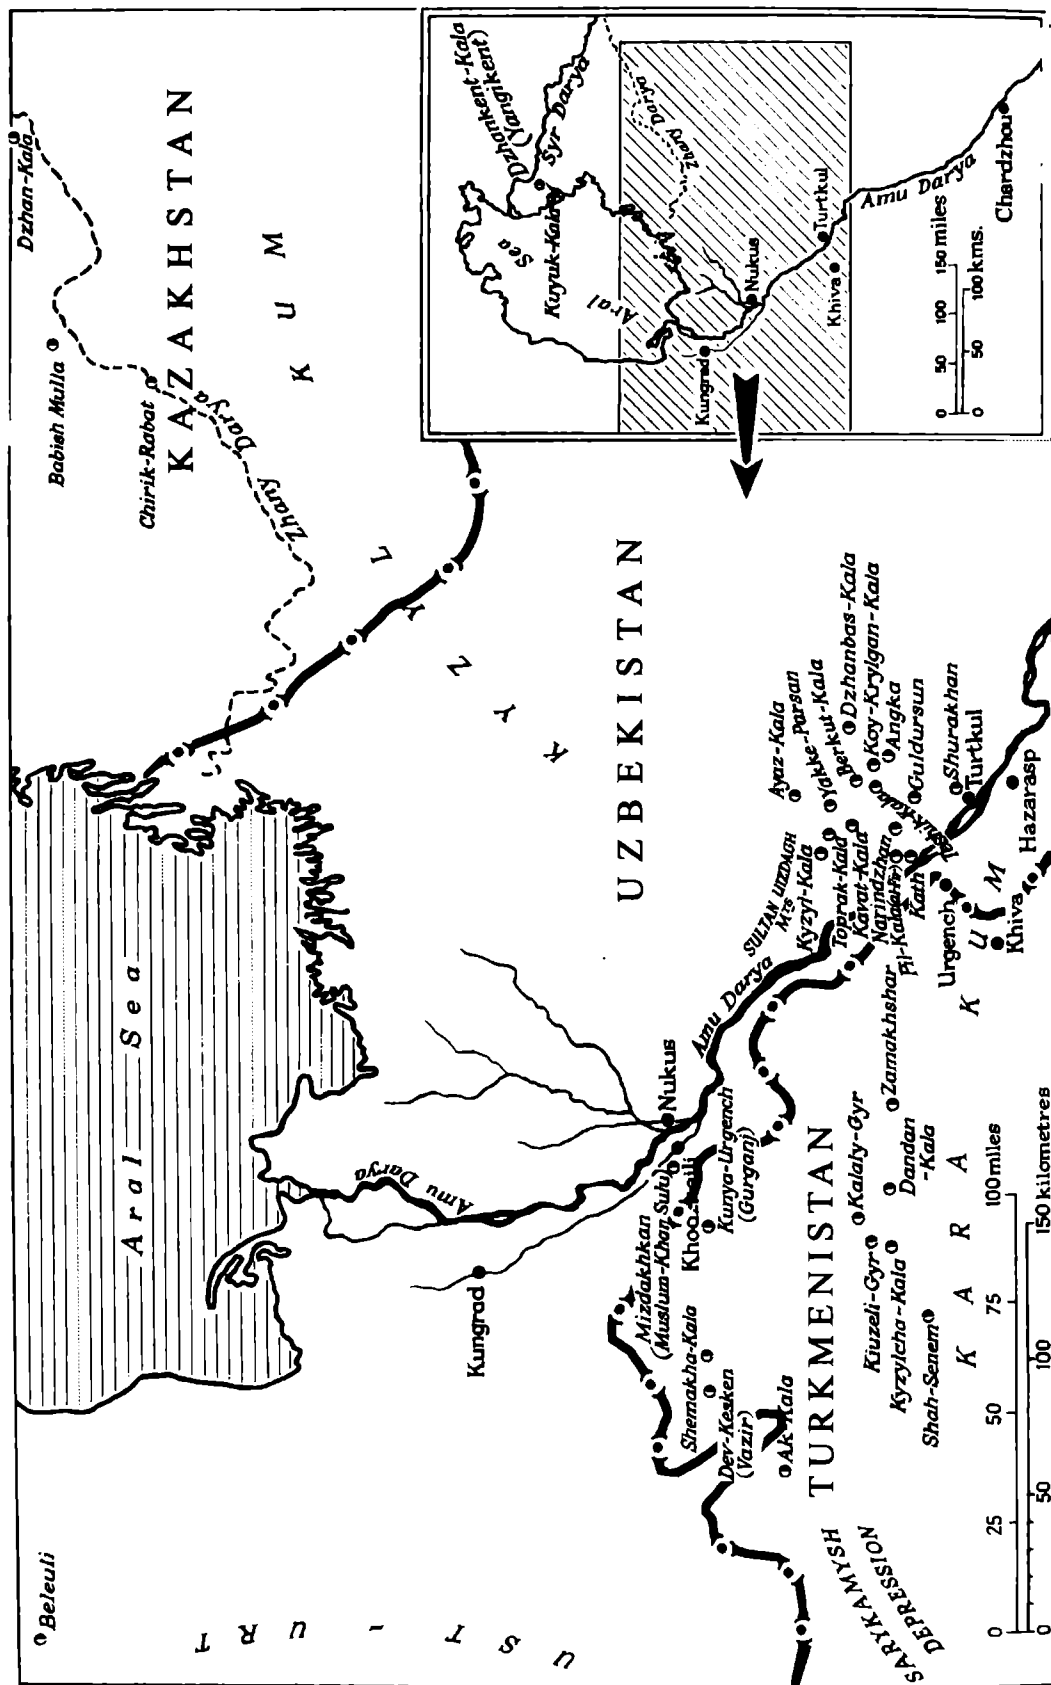 Beleuli
UST-URT
Aral Sea
KAZAKHSTAN
Dzhan-Kala
Babish Mulla
Chirik-Rabat
Zhany Darya
KYZYL KUM
UZBEKISTAN
Kungrad
Amu Darya
Nukus
Khodzheili
Mizdakhkan
(Muslum-Khan Sulu)
Shemakha-Kala
Kunya-Urgench
(Gurganj)
Dev-Kesken
(Vazir)
Ak-Kala
TURKMENISTAN
SARYKAMYSH
DEPRESSION
Kalaly-Gyr
Kiuzeli-Gyr
Kyzylcha-Kala
Shah-Senem
Zamakhshar
Dandan
-Kala
KARA KUM
Amu Darya
SULTAN UIZDAGH
Mts
Kyzyl-Kala
Toprak-Kala
Kavat-Kala
Narindzhan
Pil-Kala
Kath
Urgench
Khiva
Hazarasp
Turtkul
Shurakhan
Guldursun
Teshik-Kala
Angka
Koy-Krylgan-Kala
Dzhanbas-Kala
Berkut-Kala
Yakke-Parsan
Ayaz-Kala
0 25 50 75 100 miles
0 50 100 150 kilometres
Dzhankent-Kala
(Yangikent)
Syr Darya
Kuyuk-Kala
Aral Sea
Zhany Darya
Kungrad
Nukus
Turtkul
Khiva
Amu Darya
Chardzhou
0 50 100 150 miles
0 50 100 kms.